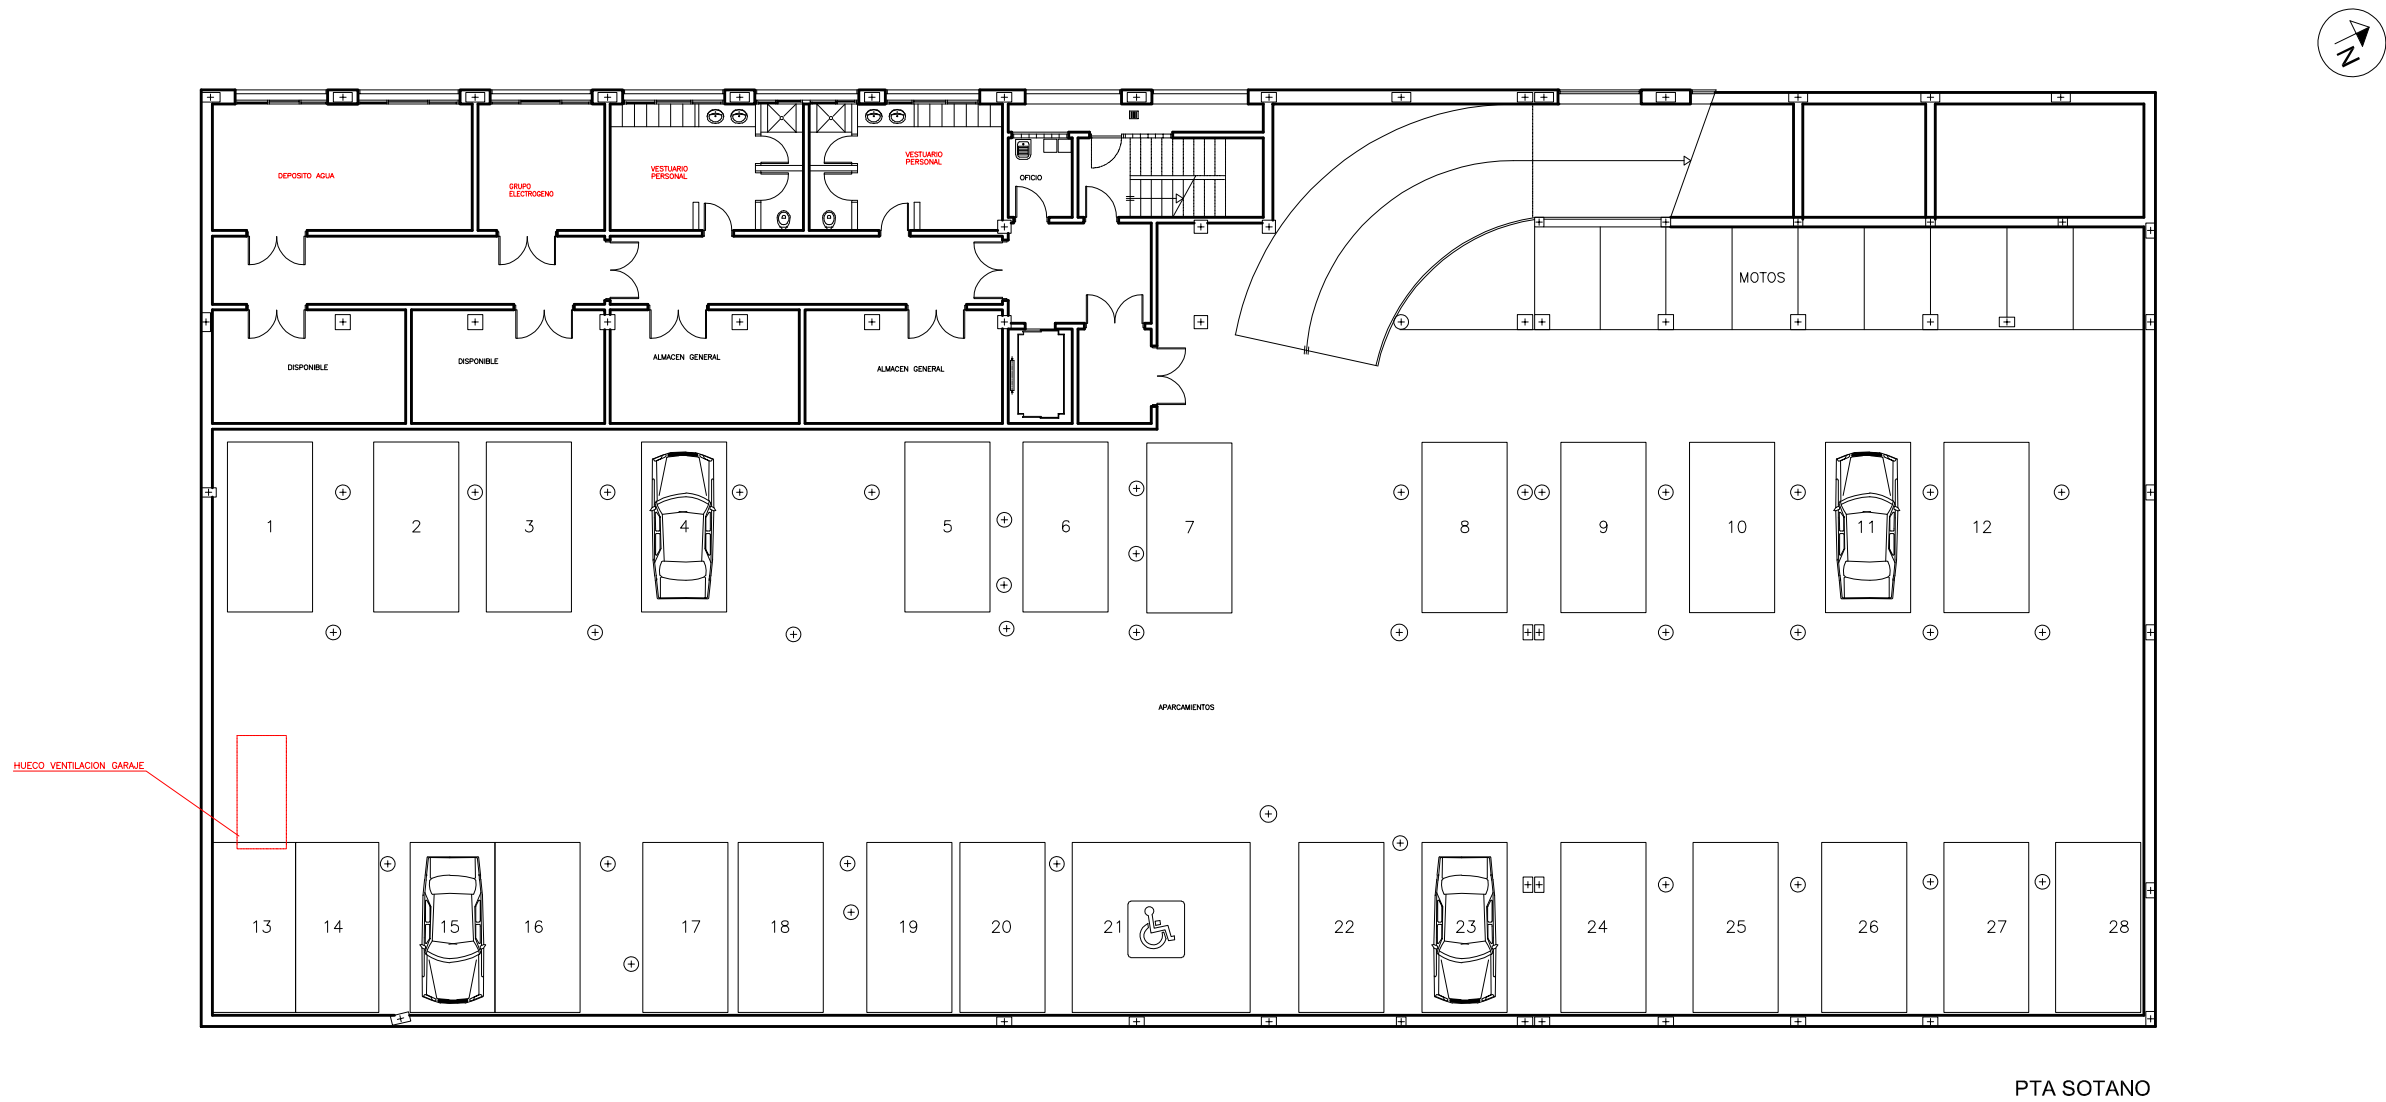 N
DEPOSITO AGUA
GRUPO
ELECTROGENO
VESTUARIO
PERSONAL
VESTUARIO
PERSONAL
OFICIO
MOTOS
DISPONIBLE
DISPONIBLE
ALMACEN GENERAL
ALMACEN GENERAL
1
2
3
4
5
6
7
8
9
10
11
12
APARCAMIENTOS
HUECO VENTILACION GARAJE
13
14
15
16
17
18
19
20
21
22
23
24
25
26
27
28
PTA SOTANO